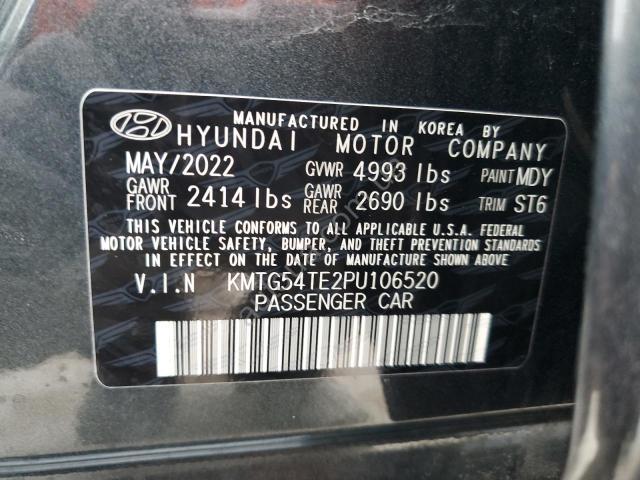 MANUFACTURED IN KOREA BY
HYUNDAI MOTOR COMPANY
MAY/2022 GVWR 4993 lbs PAINT MDY
GAWR FRONT 2414 lbs GAWR REAR 2690 lbs TRIM ST6
THIS VEHICLE CONFORMS TO ALL APPLICABLE U.S.A. FEDERAL
MOTOR VEHICLE SAFETY, BUMPER, AND THEFT PREVENTION STANDARDS
IN EFFECT ON THE DATE OF MANUFACTURE SHOWN ABOVE
V.I.N KMTG54TE2PU106520
PASSENGER CAR